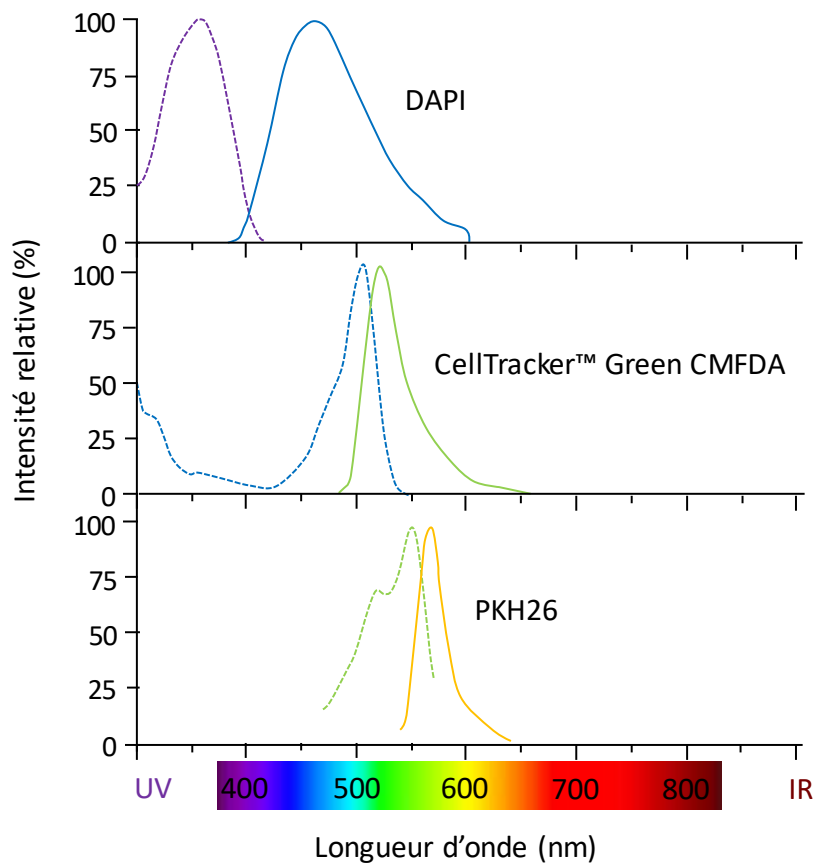 Intensité relative (%)
100
75
50
25
0
DAPI
100
75
50
25
0
CellTracker™ Green CMFDA
100
75
50
25
0
PKH26
UV 400 500 600 700 800 IR
Longueur d'onde (nm)